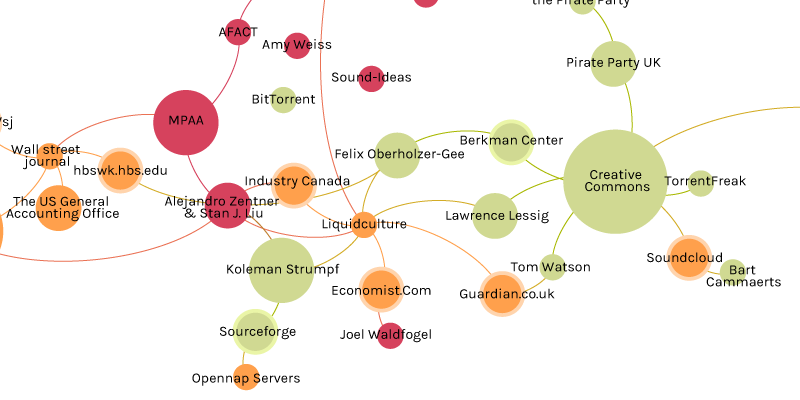 the Pirate Party
AFACT
Amy Weiss
Pirate Party UK
Sound-Ideas
BitTorrent
MPAA
Wall street
journal
hbswk.hbs.edu
Felix Oberholzer-Gee
Berkman Center
Creative
Commons
TorrentFreak
Industry Canada
The US General
Accounting Office
Alejandro Zentner
& Stan J. Liu
Liquidculture
Lawrence Lessig
Koleman Strumpf
Economist.Com
Tom Watson
Guardian.co.uk
Soundcloud
Bart
Cammaerts
Sourceforge
Joel Waldfogel
Opennap Servers